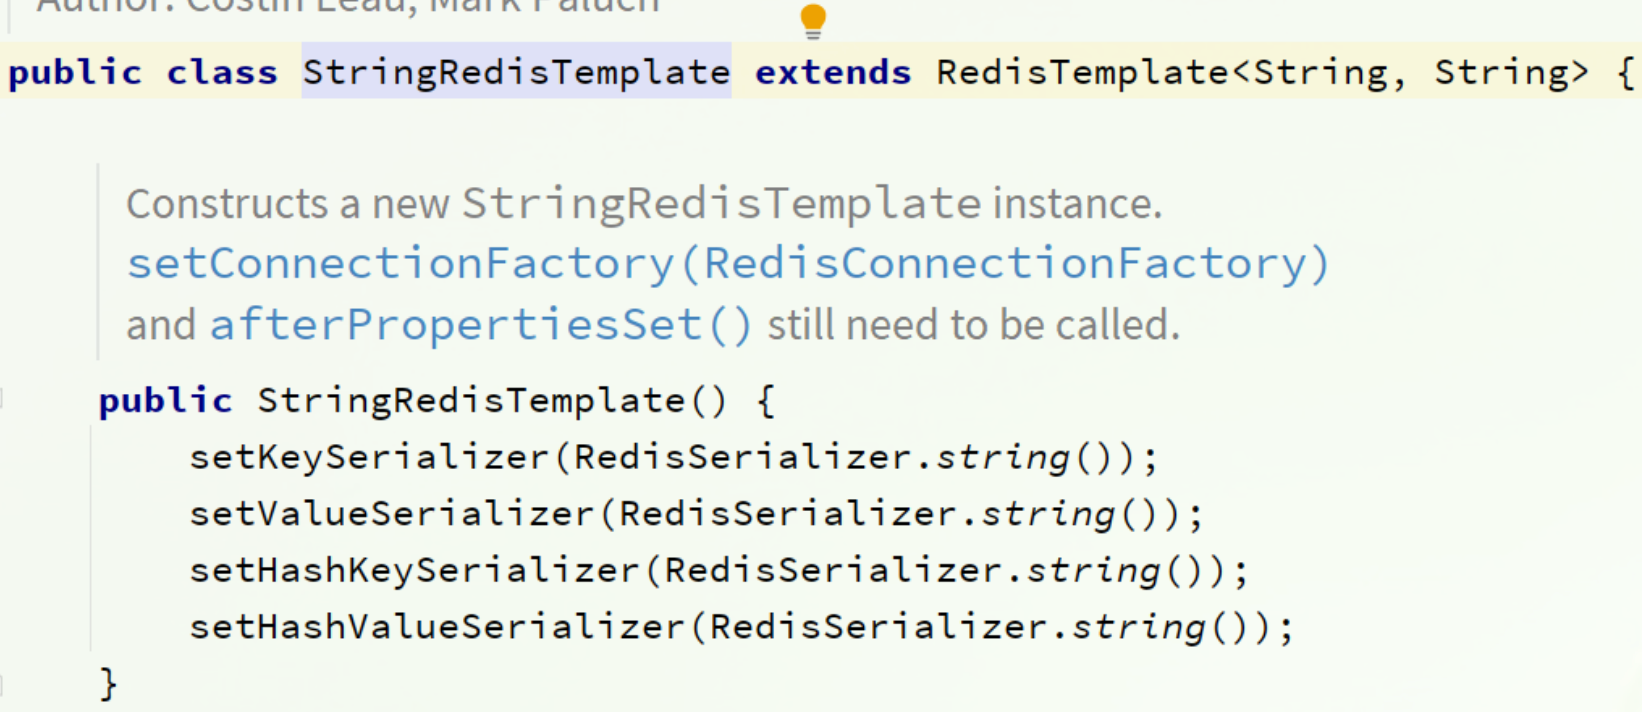 Author: Costin Leau, Mark Paluch
public class StringRedisTemplate extends RedisTemplate<String, String> {
Constructs a new StringRedisTemplate instance.
setConnectionFactory(RedisConnectionFactory)
and afterPropertiesSet() still need to be called.
public StringRedisTemplate() {
setKeySerializer(RedisSerializer.string());
setValueSerializer(RedisSerializer.string());
setHashKeySerializer(RedisSerializer.string());
setHashValueSerializer(RedisSerializer.string());
}